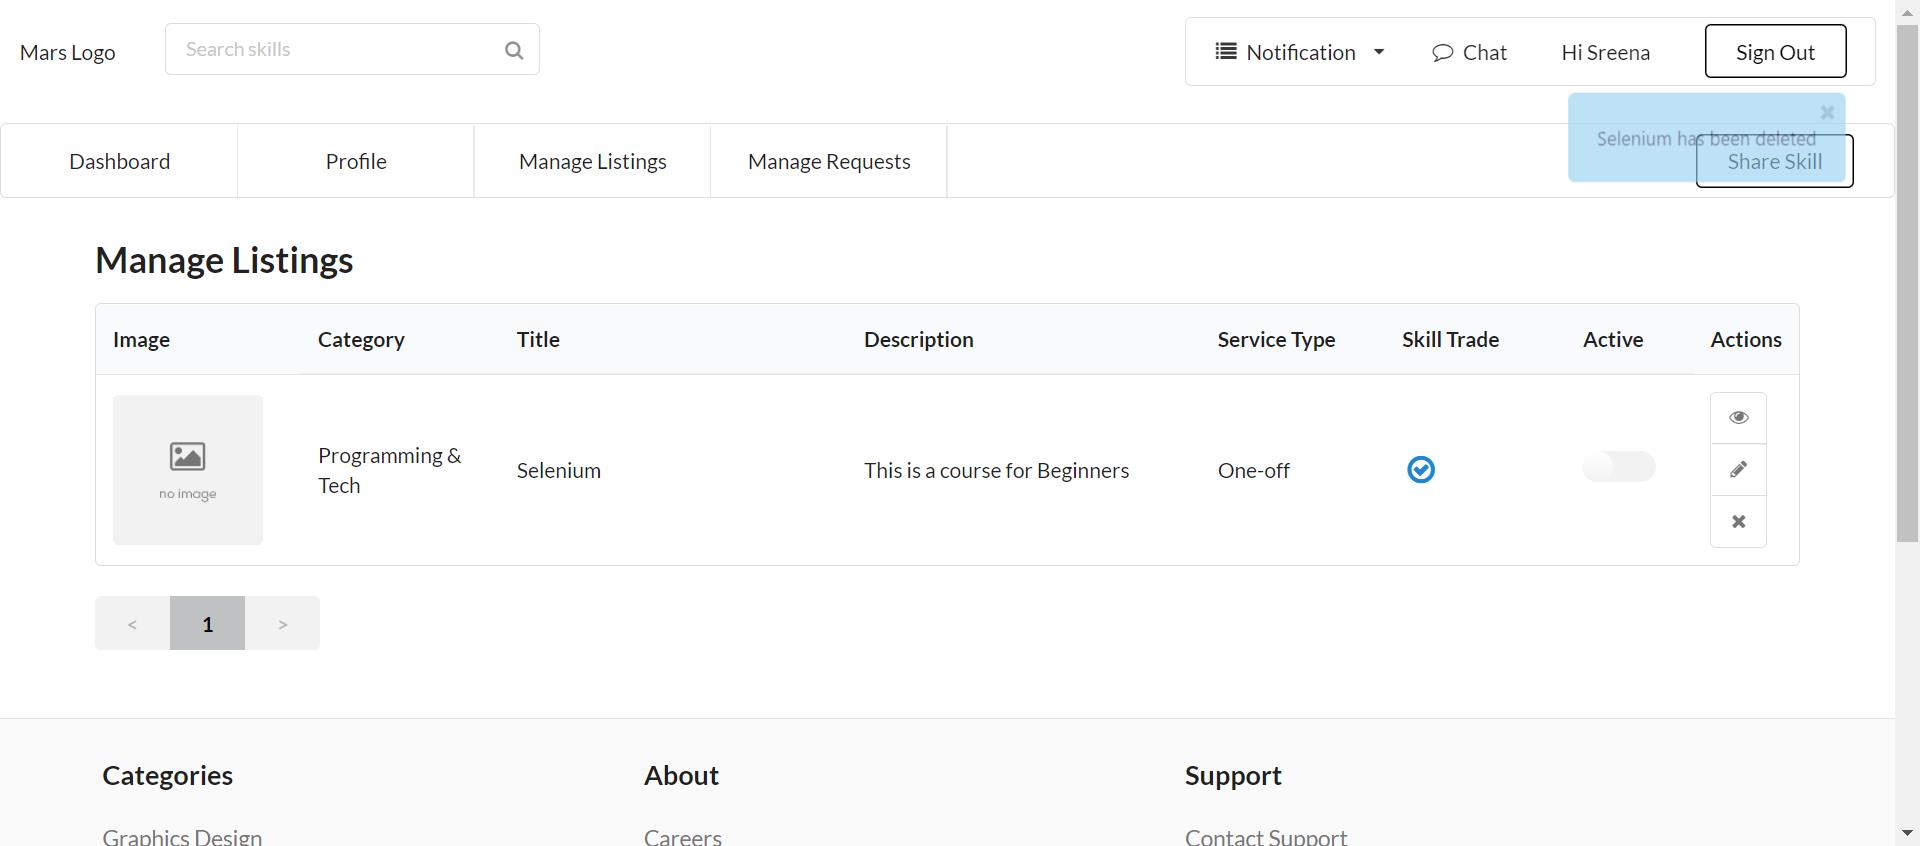 Mars Logo
Search skills
Notification
Chat
Hi Sreena
Sign Out
Selenium has been deleted
Dashboard
Profile
Manage Listings
Manage Requests
Share Skill
Manage Listings
Image
Category
Title
Description
Service Type
Skill Trade
Active
Actions
no image
Programming &
Tech
Selenium
This is a course for Beginners
One-off
<
1
>
Categories
About
Support
Graphics Design
Careers
Contact Support